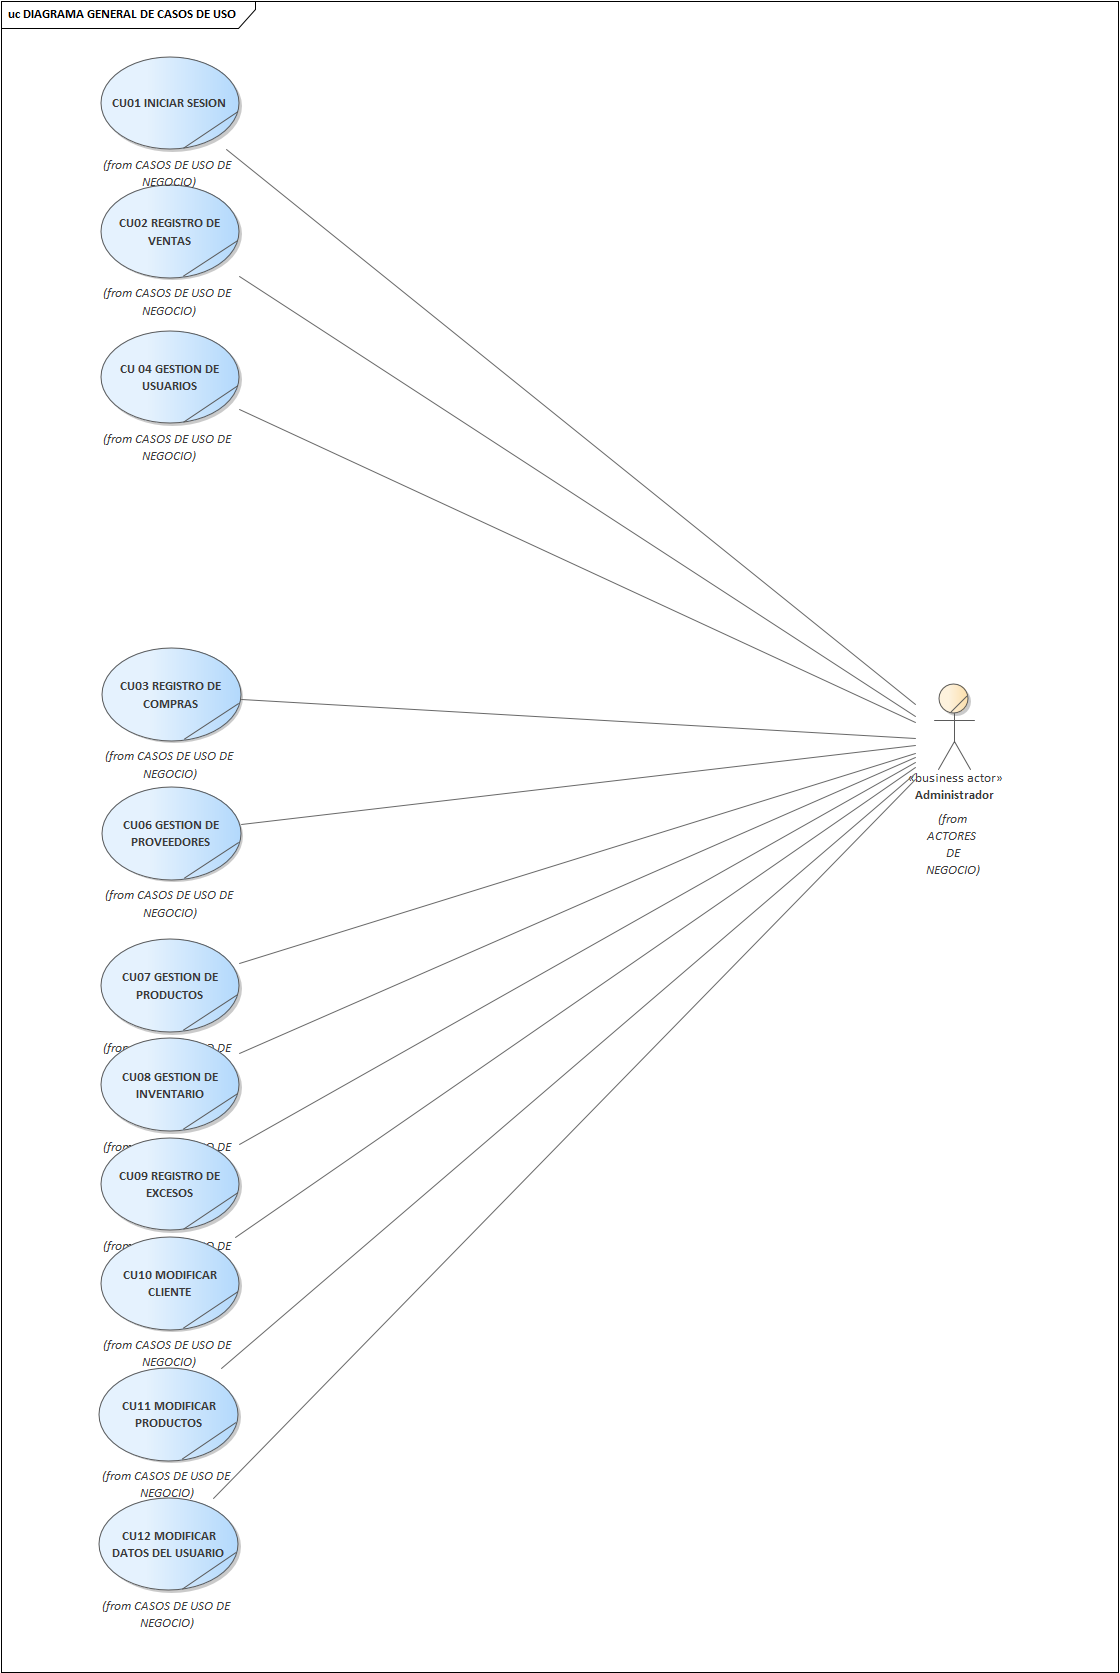 uc DIAGRAMA GENERAL DE CASOS DE USO
CU01 INICIAR SESION
(from CASOS DE USO DE
NEGOCIO)
CU02 REGISTRO DE
VENTAS
(from CASOS DE USO DE
NEGOCIO)
CU 04 GESTION DE
USUARIOS
(from CASOS DE USO DE
NEGOCIO)
CU03 REGISTRO DE
COMPRAS
(from CASOS DE USO DE
NEGOCIO)
«business actor»
Administrador
(from
ACTORES
DE
NEGOCIO)
CU06 GESTION DE
PROVEEDORES
(from CASOS DE USO DE
NEGOCIO)
CU07 GESTION DE
PRODUCTOS
(from DE
CU08 GESTION DE
INVENTARIO
(from DE
CU09 REGISTRO DE
EXCESOS
(from DE
CU10 MODIFICAR
CLIENTE
(from CASOS DE USO DE
NEGOCIO)
CU11 MODIFICAR
PRODUCTOS
(from CASOS DE USO DE
NEGOCIO)
CU12 MODIFICAR
DATOS DEL USUARIO
(from CASOS DE USO DE
NEGOCIO)